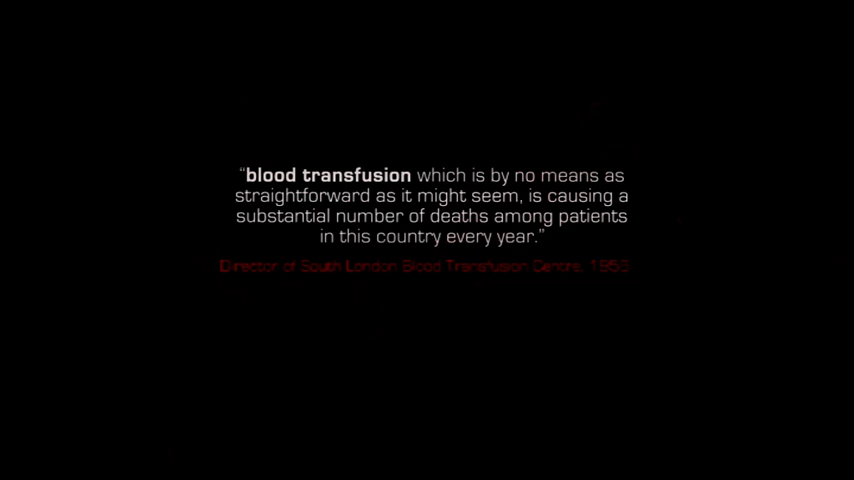 “blood transfusion which is by no means as
straightforward as it might seem, is causing a
substantial number of deaths among patients
in this country every year.”
Director of South London Blood Transfusion Centre,